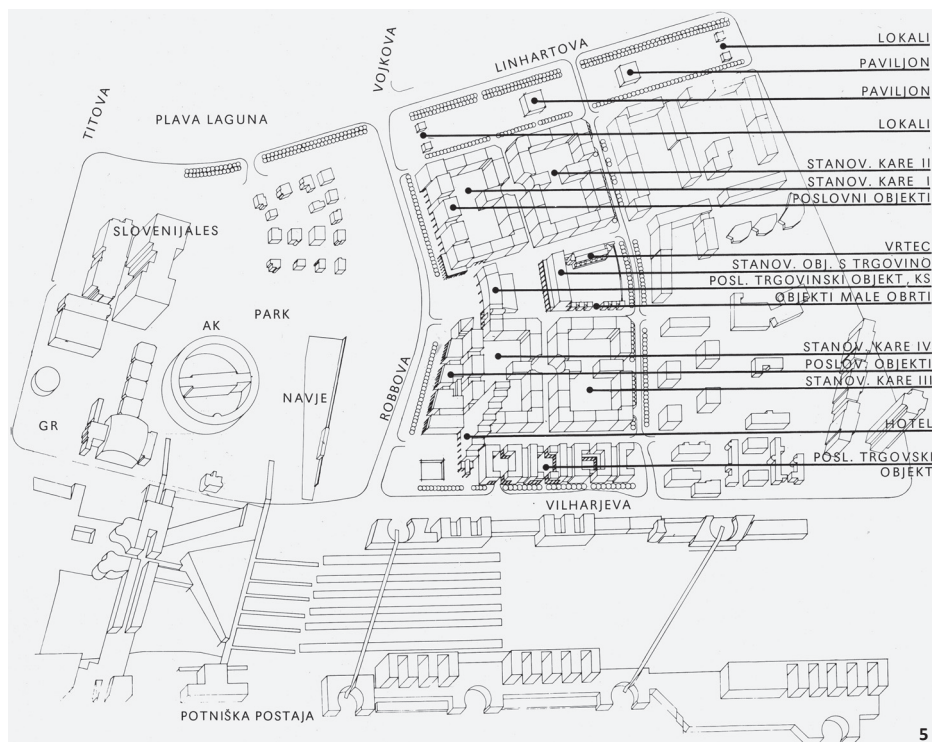 LOKALI
VOJKOVA
LINHARTOVA
PAVILJON
TITOVA
PAVILJON
PLAVA LAGUNA
LOKALI
STANOV. KARE II
STANOV. KARE I
POSLOVNI OBJEKTI
SLOVENIJALES
VRTEC
STANOV. OBJ. S TRGOVINO
POSL. TRGOVINSKI OBJEKT, KS
OBJEKTI MALE OBRTI
PARK
AK
STANOV. KARE IV
POSLOV. OBJEKTI
STANOV. KARE III
ROBBOVA
NAVJE
GR
HOTEL
POSL. TRGOVSKI
OBJEKT
VILHARJEVA
POTNIŠKA POSTAJA
5